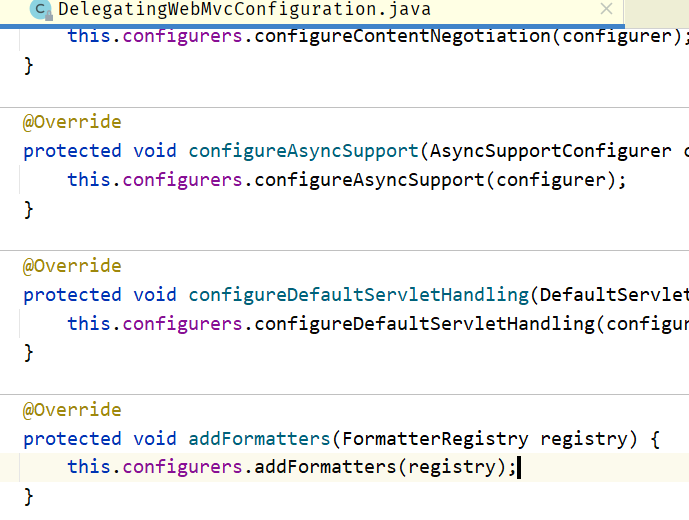 DelegatingWebMvcConfiguration.java
this.configurers.configureContentNegotiation(configurer);
}
@Override
protected void configureAsyncSupport(AsyncSupportConfigurer
this.configurers.configureAsyncSupport(configurer);
}
@Override
protected void configureDefaultServletHandling(DefaultServlet
this.configurers.configureDefaultServletHandling(configur
}
@Override
protected void addFormatters(FormatterRegistry registry) {
this.configurers.addFormatters(registry);
}